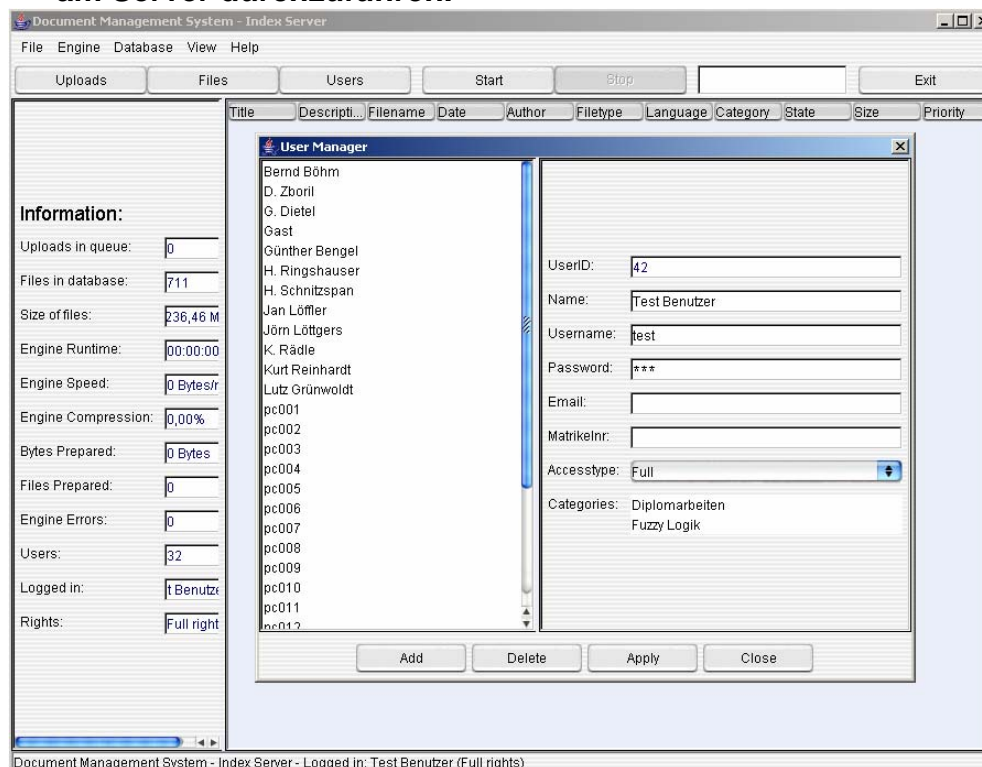 am Server durchzuführen.
Document Management System - Index Server
File Engine Database View Help
Uploads Files Users Start Stop Exit
Title Descripti... Filename Date Author Filetype Language Category State Size Priority
User Manager
Bernd Böhm
D. Zboril
G. Dietel
Gast
Günther Bengel
H. Ringshauser
H. Schnitzspan
Jan Löffler
Jörn Löttgers
K. Rädle
Kurt Reinhardt
Lutz Grünwoldt
pc001
pc002
pc003
pc004
pc005
pc006
pc007
pc008
pc009
pc010
pc011
pc012
Information:
Uploads in queue: 0
Files in database: 711
Size of files: 236,46 M
Engine Runtime: 00:00:00
Engine Speed: 0 Bytes/
Engine Compression: 0,00%
Bytes Prepared: 0 Bytes
Files Prepared: 0
Engine Errors: 0
Users: 32
Logged in: t Benutze
Rights: Full right
UserID: 42
Name: Test Benutzer
Username: test
Password: ***
Email:
Matrikelnr:
Accesstype: Full
Categories: Diplomarbeiten
Fuzzy Logik
Add Delete Apply Close
Document Management System - Index Server - Logged in: Test Benutzer (Full rights)